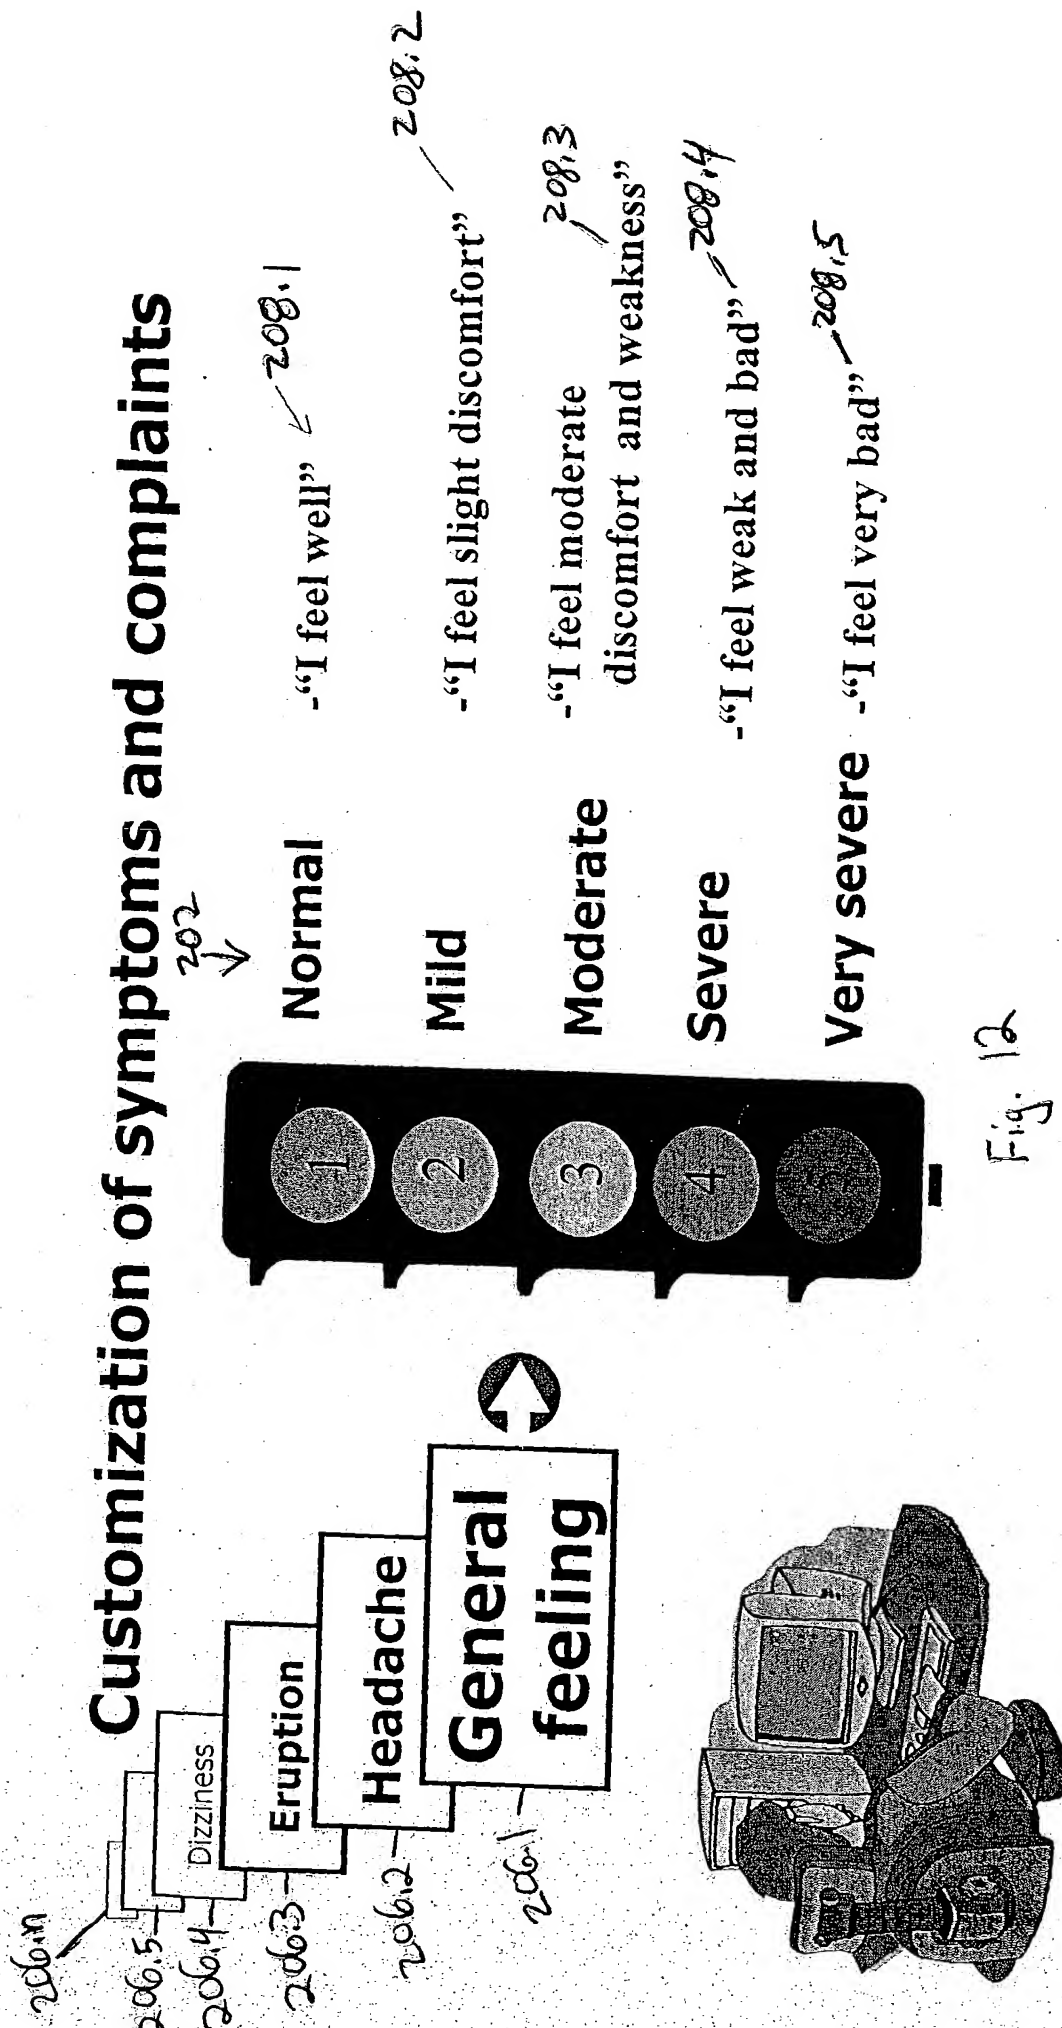 Customization of symptoms and complaints
202
206.n
206.5
206.4
206.3
206.2
206.1
Dizziness
Eruption
Headache
General
feeling
1
2
3
4
5
Normal
-“I feel well”
208.1
Mild
-“I feel slight discomfort”
208.2
Moderate
-“I feel moderate
discomfort and weakness”
208.3
Severe
-“I feel weak and bad”
208.4
Very severe
-“I feel very bad”
208.5
Fig. 12